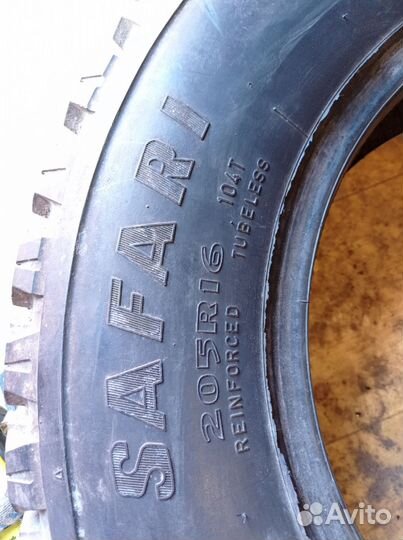 SAFARI
205R16 104T
REINFORCED TUBELESS
Avito